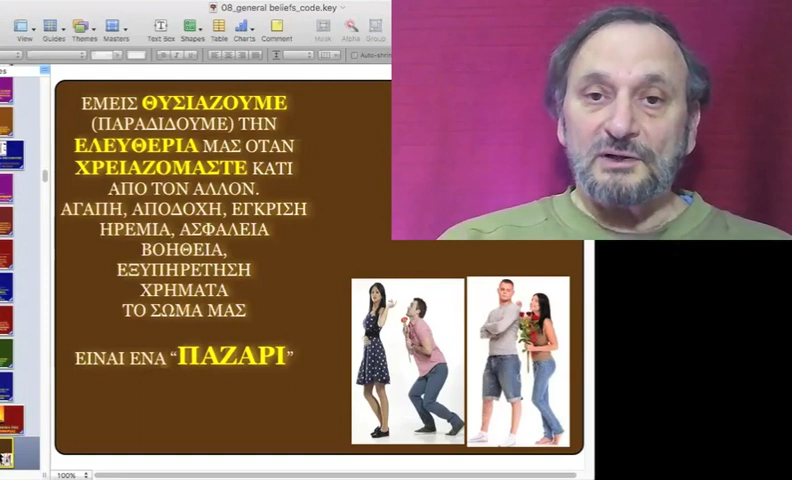 08_general beliefs_code.key
View
Guides
Themes
Masters
Text Box
Shapes
Table
Charts
Comment
Mask
Alpha
Group
Auto-shrin
ΕΜΕΙΣ ΘΥΣΙΑΖΟΥΜΕ
(ΠΑΡΑΔΙΔΟΥΜΕ) ΤΗΝ
ΕΛΕΥΘΕΡΙΑ ΜΑΣ ΟΤΑΝ
ΧΡΕΙΑΖΟΜΑΣΤΕ ΚΑΤΙ
ΑΠΟ ΤΟΝ ΑΛΛΟΝ.
ΑΓΑΠΗ, ΑΠΟΔΟΧΗ, ΕΓΚΡΙΣΗ
ΗΡΕΜΙΑ, ΑΣΦΑΛΕΙΑ
ΒΟΗΘΕΙΑ,
ΕΞΥΠΗΡΕΤΗΣΗ
ΧΡΗΜΑΤΑ
ΤΟ ΣΩΜΑ ΜΑΣ
ΕΙΝΑΙ ΕΝΑ “ΠΑΖΑΡΙ”
100%